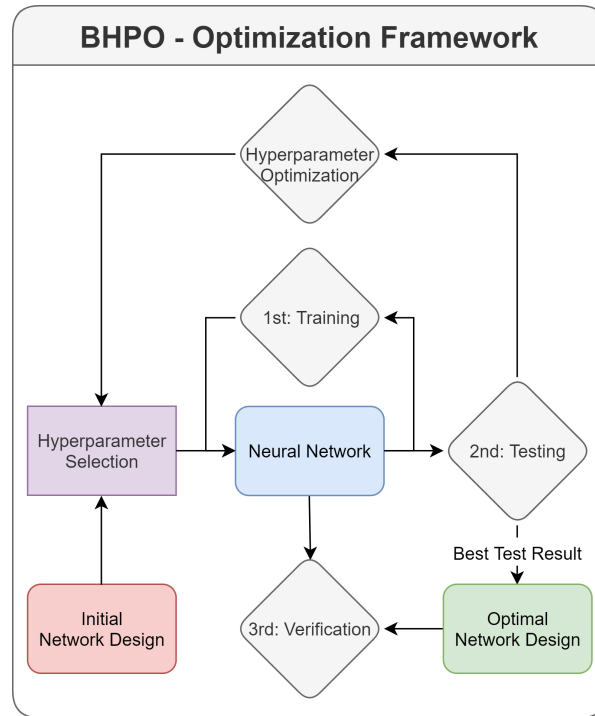 BHPO - Optimization Framework
Hyperparameter
Optimization
1st: Training
Hyperparameter
Selection
Neural Network
2nd: Testing
Best Test Result
Initial
Network Design
3rd: Verification
Optimal
Network Design